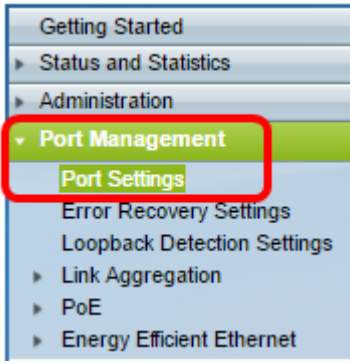 Getting Started
Status and Statistics
Administration
Port Management
Port Settings
Error Recovery Settings
Loopback Detection Settings
Link Aggregation
PoE
Energy Efficient Ethernet